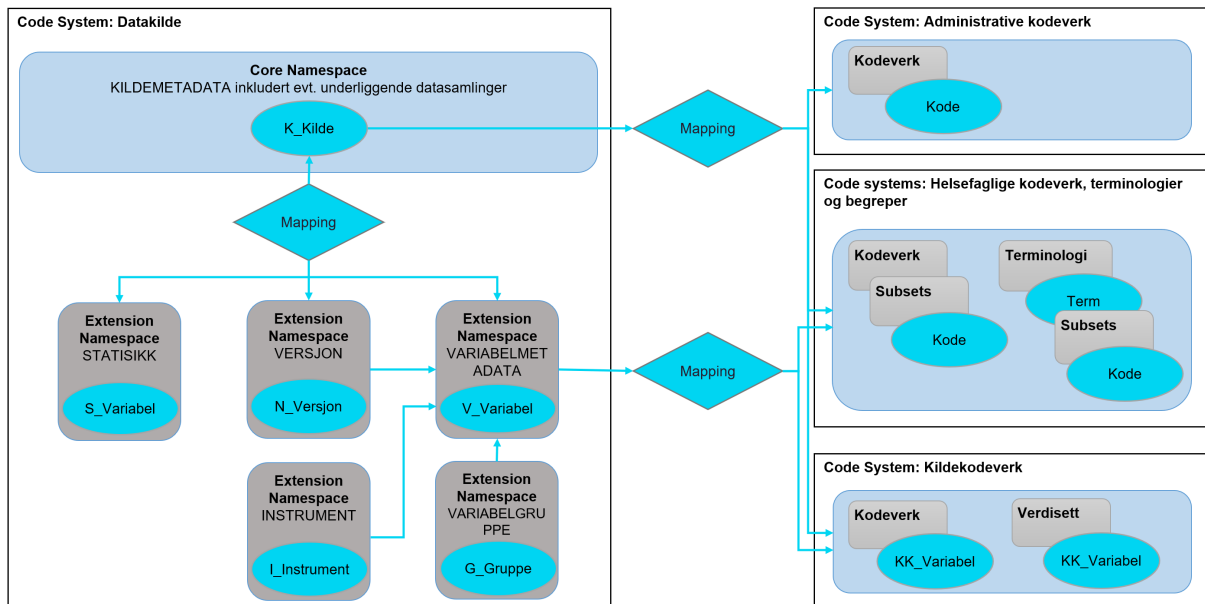 Code System: Datakilde
Core Namespace
KILDEMETADATA inkludert evt. underliggende datasamlinger
K_Kilde
Mapping
Extension
Namespace
STATISIKK
S_Variabel
Extension
Namespace
VERSJON
N_Versjon
Extension
Namespace
VARIABELMET
ADATA
V_Variabel
Extension
Namespace
INSTRUMENT
I_Instrument
Extension
Namespace
VARIABELGRU
PPE
G_Gruppe
Mapping
Mapping
Code System: Administrative kodeverk
Kodeverk
Kode
Code systems: Helsefaglige kodeverk, terminologier
og begreper
Kodeverk
Subsets
Kode
Terminologi
Term
Subsets
Kode
Code System: Kildekodeverk
Kodeverk
KK_Variabel
Verdisett
KK_Variabel